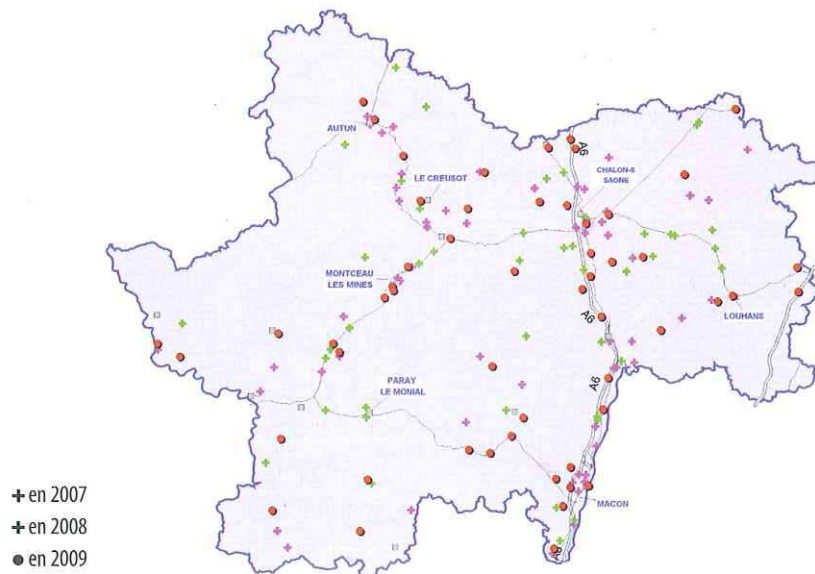 A6
AUTUN
CHALON-S
SAONE
LE CREUSOT
MONTCEAU
LES MINES
LOUHANS
A6
A6
PARAY
LE MONIAL
+ en 2007
+ en 2008
● en 2009
MACON